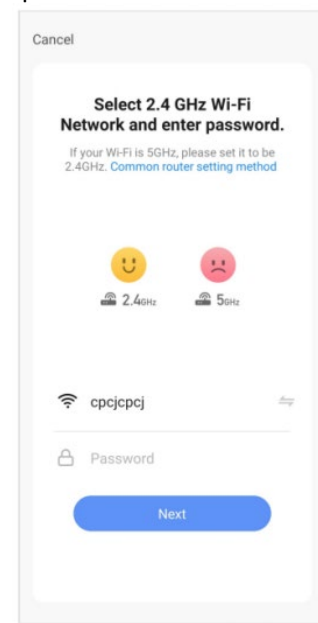 Cancel
Select 2.4 GHz Wi-Fi
Network and enter password.
If your Wi-Fi is 5GHz, please set it to be
2.4GHz. Common router setting method
2.4GHz 5GHz
cpcjcpcj
Password
Next